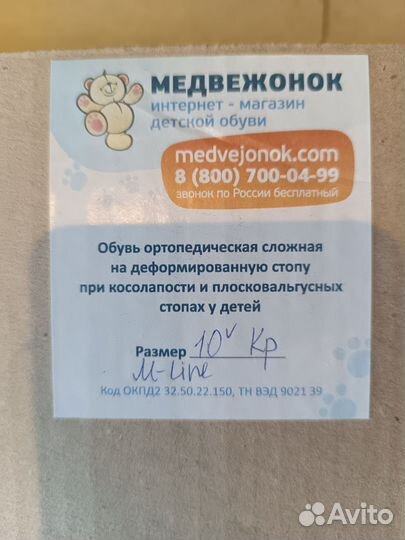 МЕДВЕЖОНОК
интернет - магазин
детской обуви
medvejonok.com
8 (800) 700-04-99
звонок по России бесплатный
Обувь ортопедическая сложная
на деформированную стопу
при косолапости и плосковальгусных
стопах у детей
Размер 10 Кр
M-Line
Код ОКПД2 32.50.22.150, ТН ВЭД 9021 39
Avito